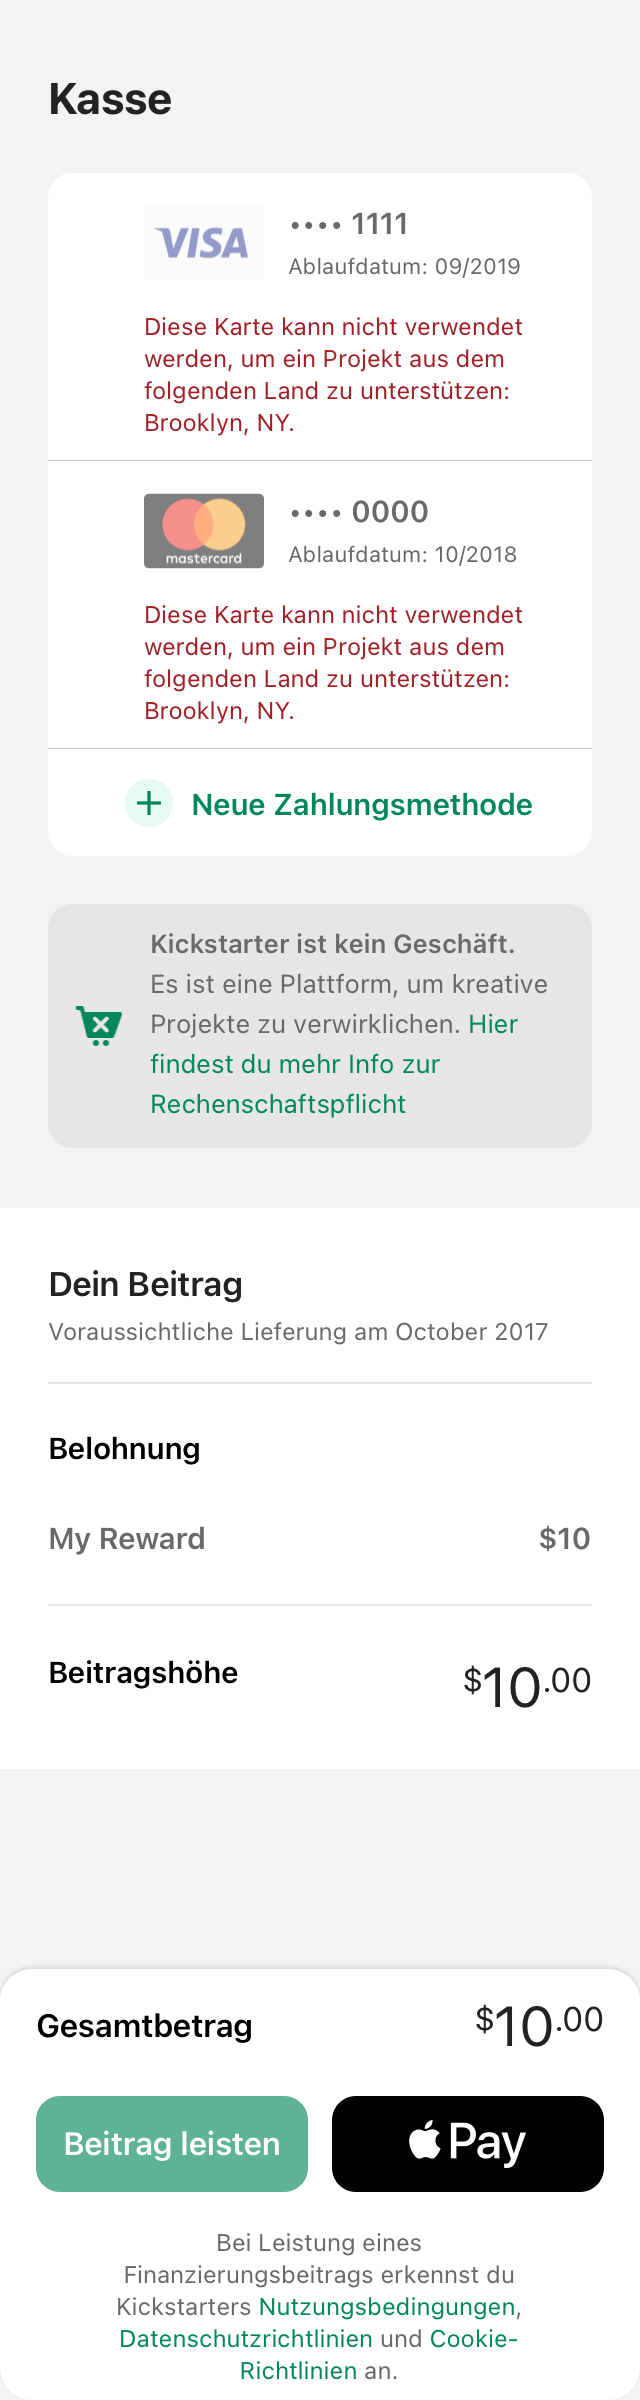 Kasse
VISA
•••• 1111
Ablaufdatum: 09/2019
Diese Karte kann nicht verwendet
werden, um ein Projekt aus dem
folgenden Land zu unterstützen:
Brooklyn, NY.
mastercard
•••• 0000
Ablaufdatum: 10/2018
Diese Karte kann nicht verwendet
werden, um ein Projekt aus dem
folgenden Land zu unterstützen:
Brooklyn, NY.
Neue Zahlungsmethode
Kickstarter ist kein Geschäft.
Es ist eine Plattform, um kreative
Projekte zu verwirklichen. Hier
findest du mehr Info zur
Rechenschaftspflicht
Dein Beitrag
Voraussichtliche Lieferung am October 2017
Belohnung
My Reward $10
Beitragshöhe $10.00
Gesamtbetrag $10.00
Beitrag leisten
Pay
Bei Leistung eines
Finanzierungsbeitrags erkennst du
Kickstarters Nutzungsbedingungen,
Datenschutzrichtlinien und Cookie-
Richtlinien an.